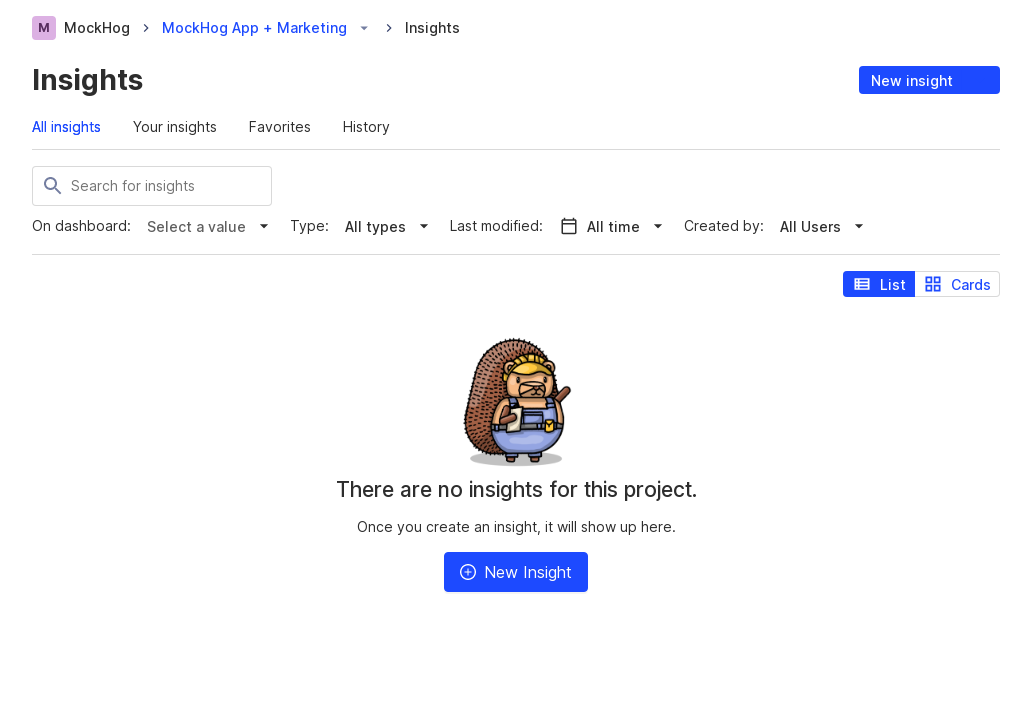 M MockHog MockHog App + Marketing Insights
Insights
New insight
All insights Your insights Favorites History
Search for insights
On dashboard: Select a value Type: All types Last modified: All time Created by: All Users
List Cards
There are no insights for this project.
Once you create an insight, it will show up here.
New Insight